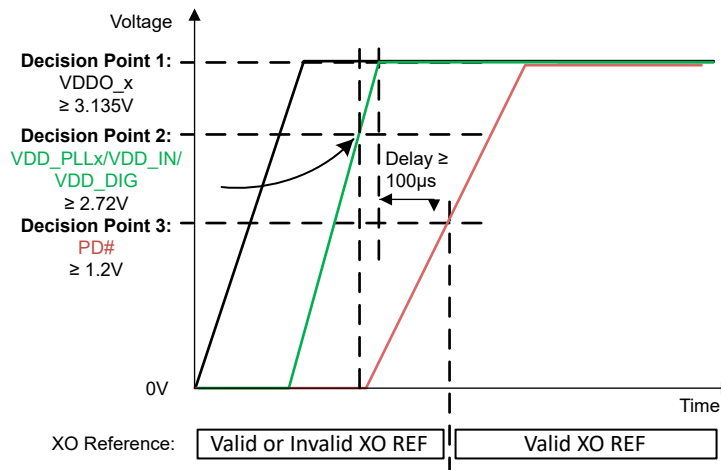 Voltage
Decision Point 1:
VDDO_x
≥ 3.135V
Decision Point 2:
VDD_PLLx/VDD_IN/
VDD_DIG
≥ 2.72V
Delay ≥
100μs
Decision Point 3:
PD#
≥ 1.2V
0V
Time
XO Reference:
Valid or Invalid XO REF
Valid XO REF